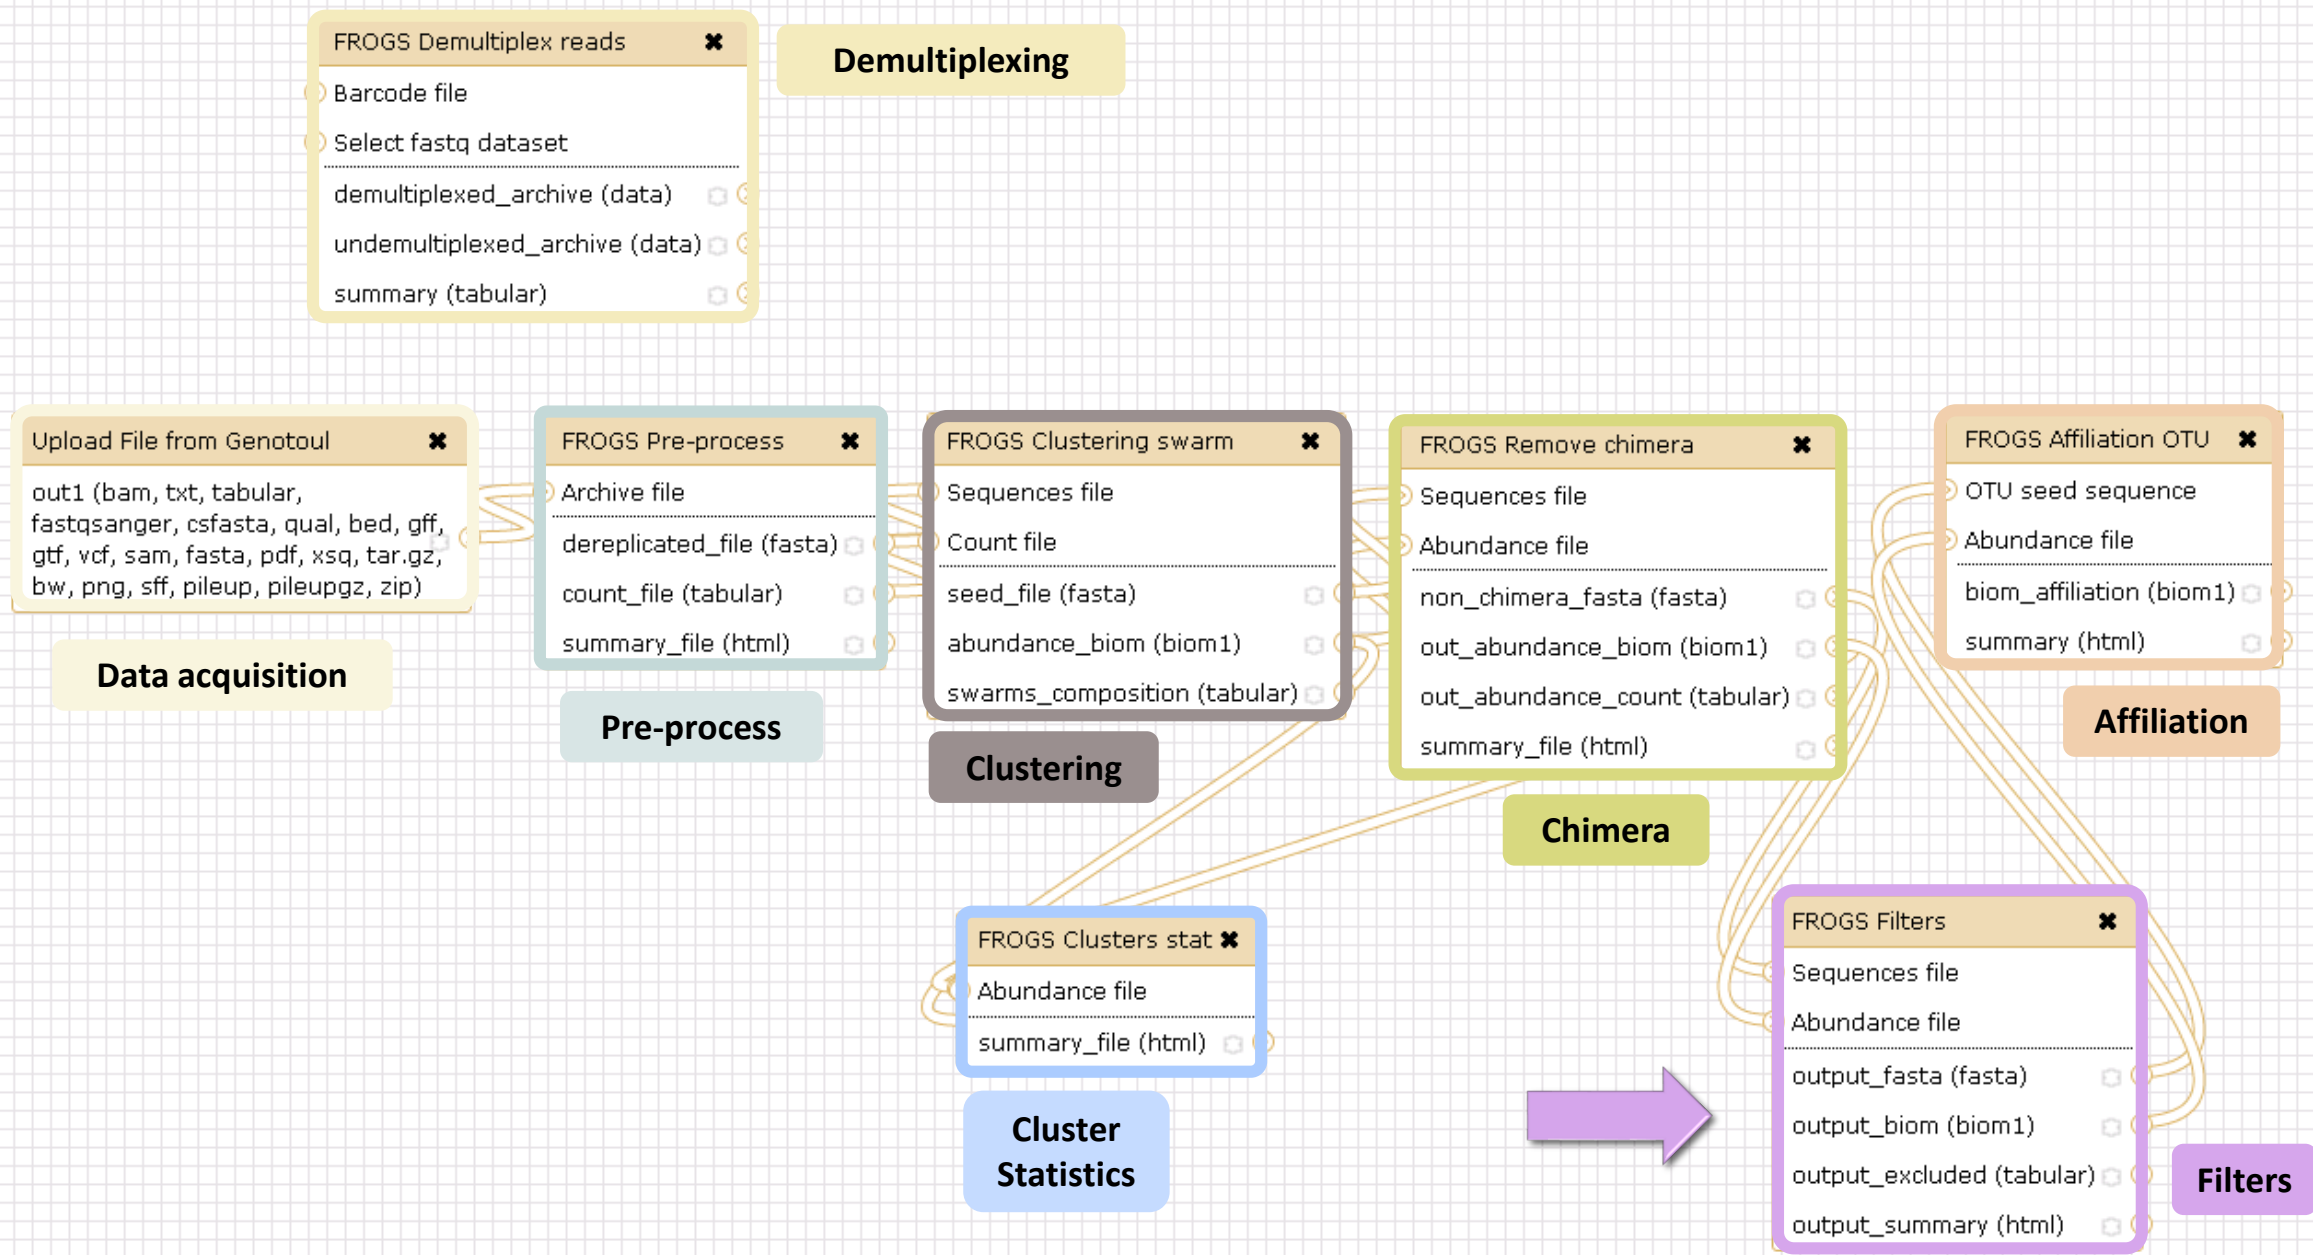 FROGS Demultiplex reads
Barcode file
Select fastq dataset
demultiplexed_archive (data)
undemultiplexed_archive (data)
summary (tabular)
Demultiplexing
Upload File from Genotoul
out1 (bam, txt, tabular,
fastqsanger, csfasta, qual, bed, gff,
gtf, vcf, sam, fasta, pdf, xsq, tar.gz,
bw, png, sff, pileup, pileupgz, zip)
Data acquisition
FROGS Pre-process
Archive file
dereplicated_file (fasta)
count_file (tabular)
summary_file (html)
Pre-process
FROGS Clustering swarm
Sequences file
Count file
seed_file (fasta)
abundance_biom (biom1)
swarms_composition (tabular)
Clustering
FROGS Remove chimera
Sequences file
Abundance file
non_chimera_fasta (fasta)
out_abundance_biom (biom1)
out_abundance_count (tabular)
summary_file (html)
Chimera
FROGS Affiliation OTU
OTU seed sequence
Abundance file
biom_affiliation (biom1)
summary (html)
Affiliation
FROGS Clusters stat
Abundance file
summary_file (html)
Cluster
Statistics
FROGS Filters
Sequences file
Abundance file
output_fasta (fasta)
output_biom (biom1)
output_excluded (tabular)
output_summary (html)
Filters